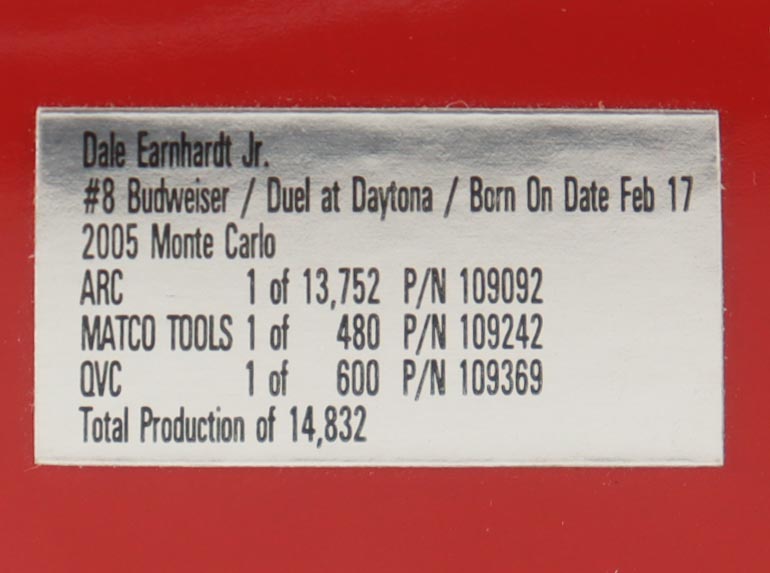 Dale Earnhardt Jr.
#8 Budweiser / Duel at Daytona / Born On Date Feb 17
2005 Monte Carlo
ARC 1 of 13,752 P/N 109092
MATCO TOOLS 1 of 480 P/N 109242
QVC 1 of 600 P/N 109369
Total Production of 14,832